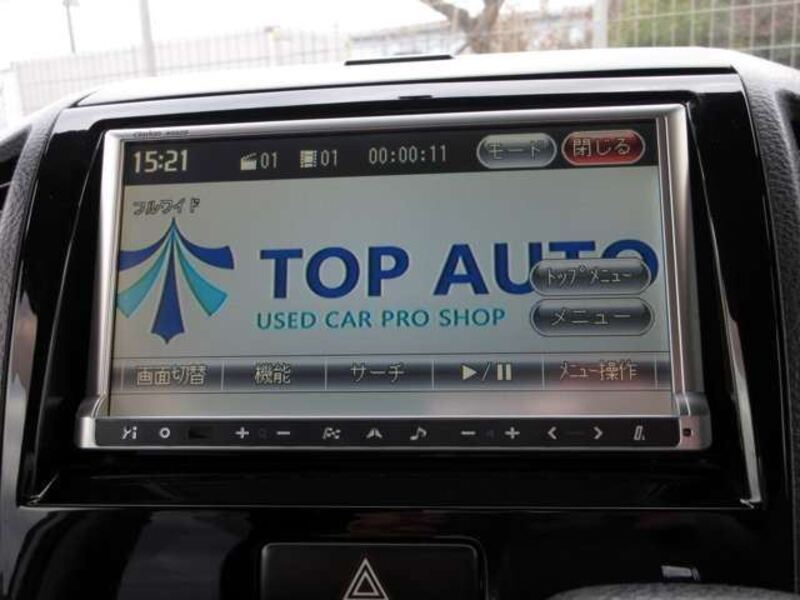 15:21 01 01 00:00:11 モード 閉じる
フルワイド
TOP AUTO
トップメニュー
USED CAR PRO SHOP
メニュー
画面切替 機能 サーチ ▶/II メニュー操作